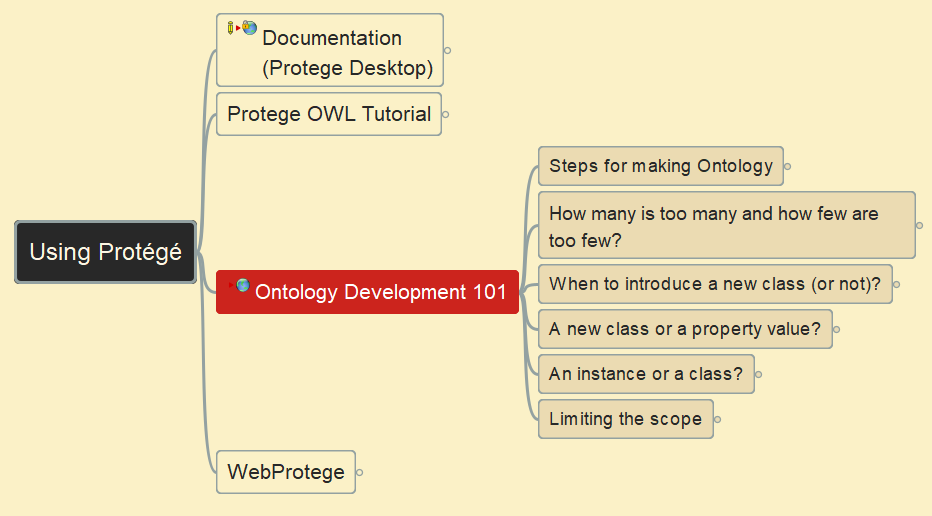 Documentation
(Protege Desktop)
Protege OWL Tutorial
Using Protégé
Ontology Development 101
Steps for making Ontology
How many is too many and how few are
too few?
When to introduce a new class (or not)?
A new class or a property value?
An instance or a class?
Limiting the scope
WebProtege